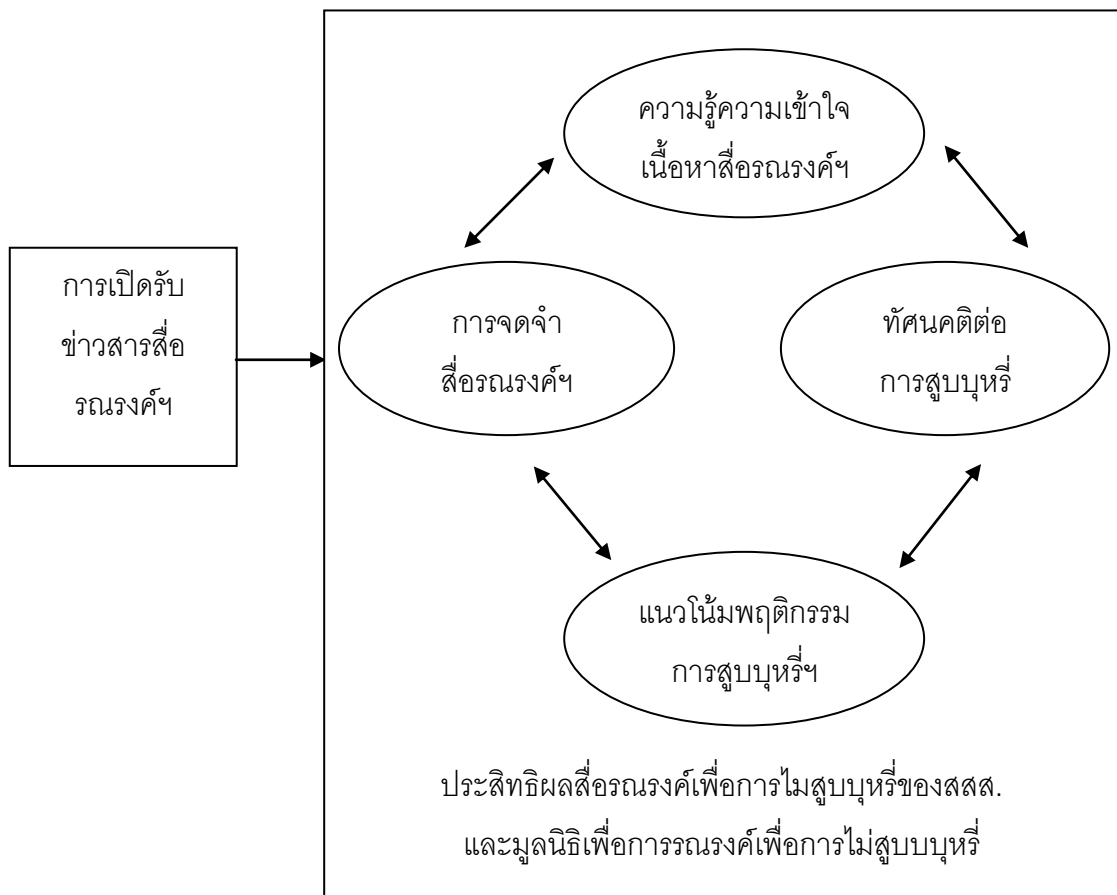 ความรู้ความเข้าใจ
เนื้อหาสื่อรณรงค์ฯ
การเปิดรับ
ข่าวสารสื่อ
รณรงค์ฯ
การจดจำ
สื่อรณรงค์ฯ
ทัศนคติต่อ
การสูบบุหรี่
แนวโน้มพฤติกรรม
การสูบบุหรี่ฯ
ประสิทธิผลสื่อรณรงค์เพื่อการไมสูบบุหรี่ของสสส.
และมูลนิธิเพื่อการรณรงค์เพื่อการไม่สูบบบุหรี่